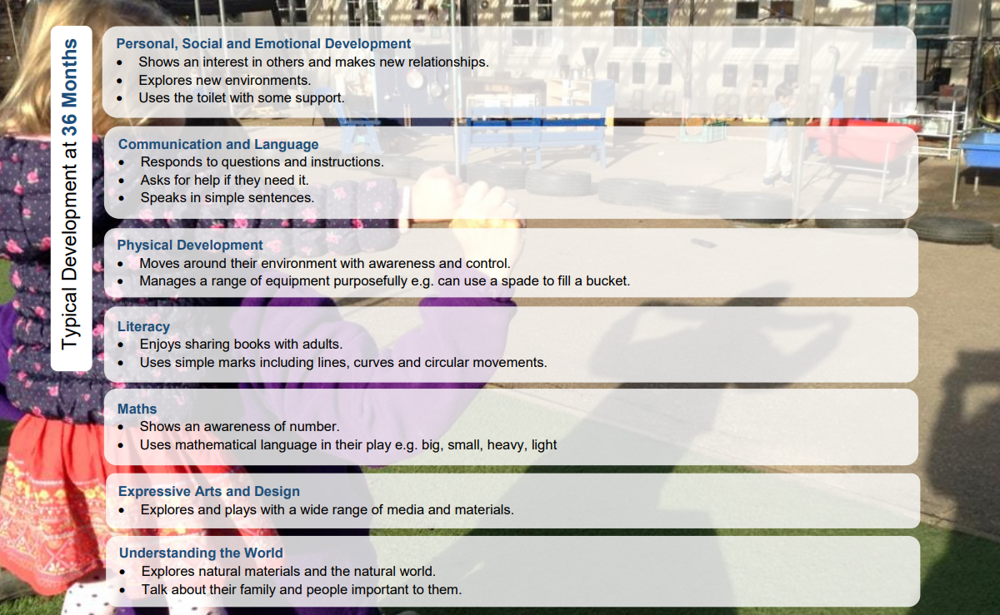 Typical Development at 36 Months
Personal, Social and Emotional Development
• Shows an interest in others and makes new relationships.
• Explores new environments.
• Uses the toilet with some support.
Communication and Language
• Responds to questions and instructions.
• Asks for help if they need it.
• Speaks in simple sentences.
Physical Development
• Moves around their environment with awareness and control.
• Manages a range of equipment purposefully e.g. can use a spade to fill a bucket.
Literacy
• Enjoys sharing books with adults.
• Uses simple marks including lines, curves and circular movements.
Maths
• Shows an awareness of number.
• Uses mathematical language in their play e.g. big, small, heavy, light
Expressive Arts and Design
• Explores and plays with a wide range of media and materials.
Understanding the World
• Explores natural materials and the natural world.
• Talk about their family and people important to them.